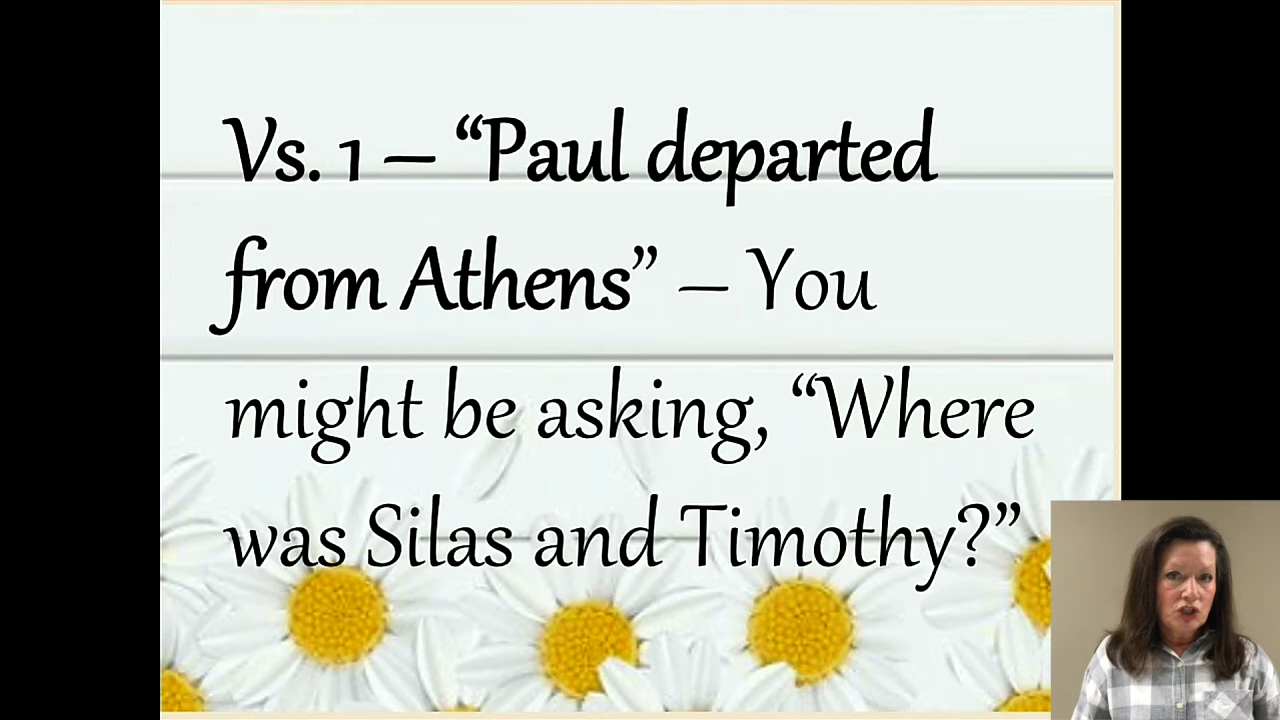 Vs. 1 – “Paul departed
from Athens” – You
might be asking, “Where
was Silas and Timothy?”